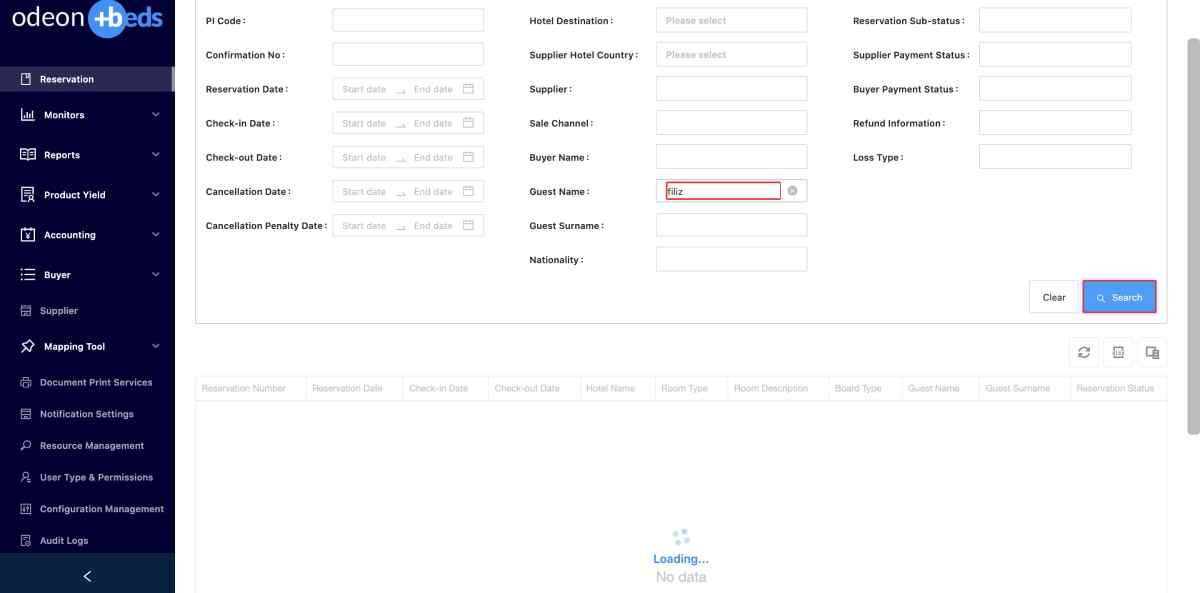 odeon +beds
Reservation
Monitors
Reports
Product Yield
Accounting
Buyer
Supplier
Mapping Tool
Document Print Services
Notification Settings
Resource Management
User Type & Permissions
Configuration Management
Audit Logs
PI Code :
Confirmation No :
Reservation Date : Start date End date
Check-in Date : Start date End date
Check-out Date : Start date End date
Cancellation Date : Start date End date
Cancellation Penalty Date : Start date End date
Hotel Destination : Please select
Supplier Hotel Country : Please select
Supplier :
Sale Channel :
Buyer Name :
Guest Name : filiz
Guest Surname :
Nationality :
Reservation Sub-status :
Supplier Payment Status :
Buyer Payment Status :
Refund Information :
Loss Type :
Clear Search
Reservation Number Reservation Date Check-in Date Check-out Date Hotel Name Room Type Room Description Board Type Guest Name Guest Surname Reservation Status
Loading...
No data